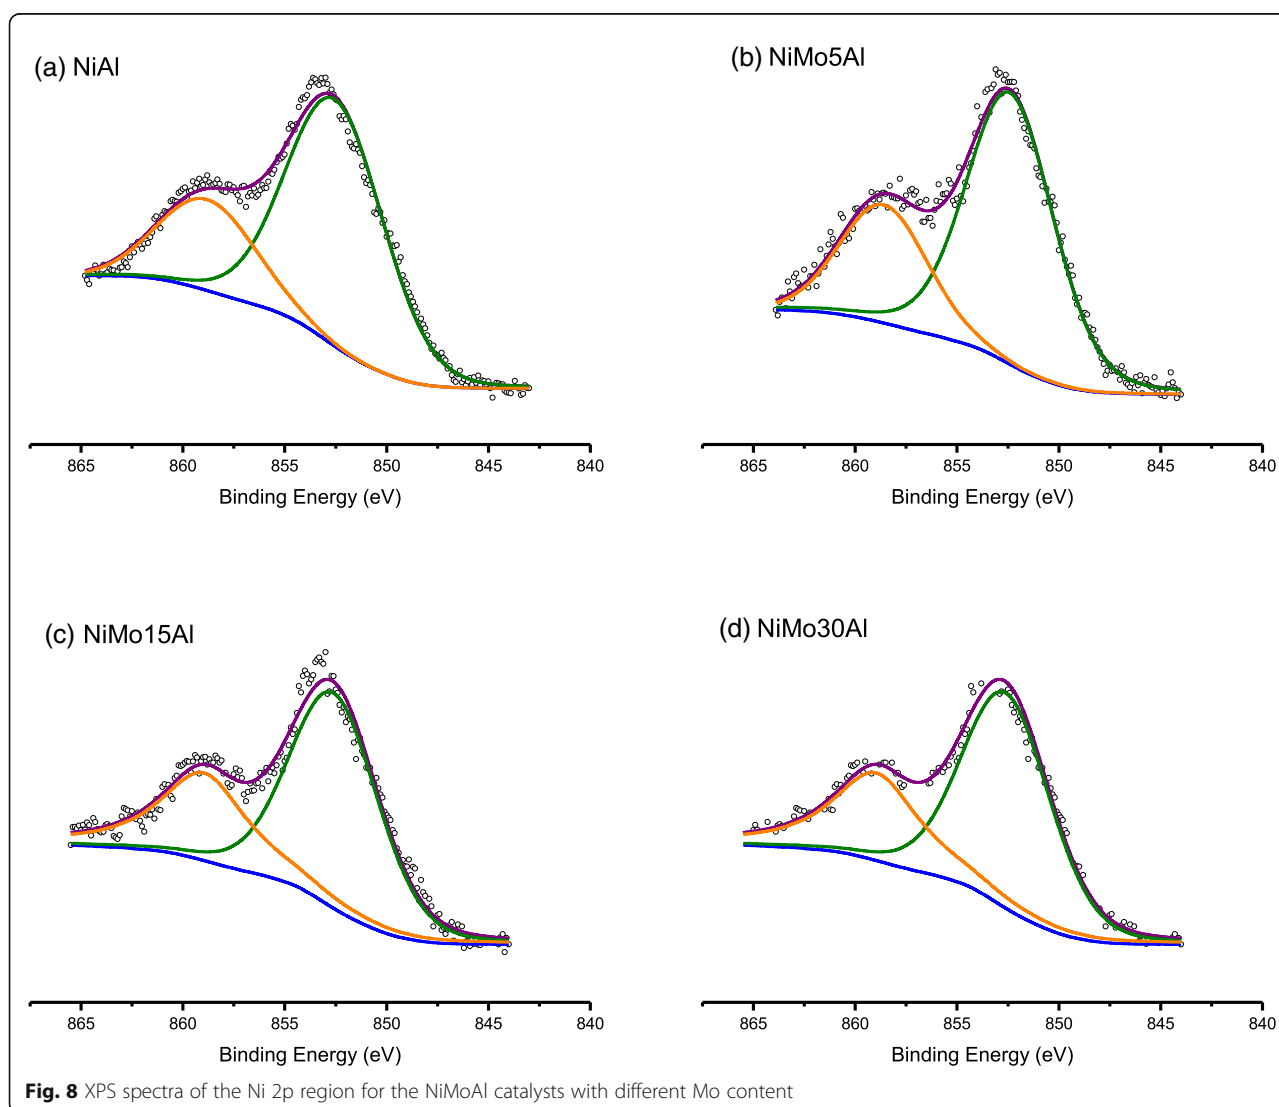 (a) NiAl
(b) NiMo5Al
865 860 855 850 845 840
Binding Energy (eV)
865 860 855 850 845 840
Binding Energy (eV)
(c) NiMo15Al
(d) NiMo30Al
865 860 855 850 845 840
Binding Energy (eV)
865 860 855 850 845 840
Binding Energy (eV)
Fig. 8 XPS spectra of the Ni 2p region for the NiMoAl catalysts with different Mo content